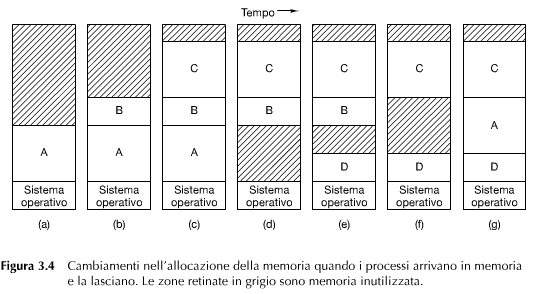 Tempo
C
C
C
C
C
B
B
B
B
A
A
A
D
D
D
Sistema operativo
Sistema operativo
Sistema operativo
Sistema operativo
Sistema operativo
Sistema operativo
Sistema operativo
(a)
(b)
(c)
(d)
(e)
(f)
(g)
A
Figura 3.4 Cambiamenti nell'allocazione della memoria quando i processi arrivano in memoria
e la lasciano. Le zone retinate in grigio sono memoria inutilizzata.